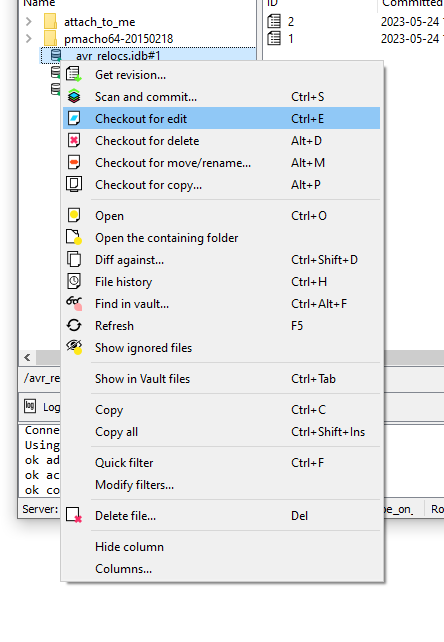 Name
ID
Committed
attach_to_me
2
2023-05-24
pmacho64-20150218
1
2023-05-24 1
avr_relocs.idb#1
Get revision...
Scan and commit... Ctrl+S
Checkout for edit Ctrl+E
Checkout for delete Alt+D
Checkout for move/rename... Alt+M
Checkout for copy... Alt+P
Open Ctrl+O
Open the containing folder
Diff against... Ctrl+Shift+D
File history Ctrl+H
Find in vault... Ctrl+Alt+F
Refresh F5
Show ignored files
Show in Vault files Ctrl+Tab
/avr_re
Copy Ctrl+C
log Log
Copy all Ctrl+Shift+Ins
Conne
Using
ok ad
Quick filter Ctrl+F
ok ac
Modify filters...
ok co
Server:
Delete file... Del
be_on_
Ro
Hide column
Columns...